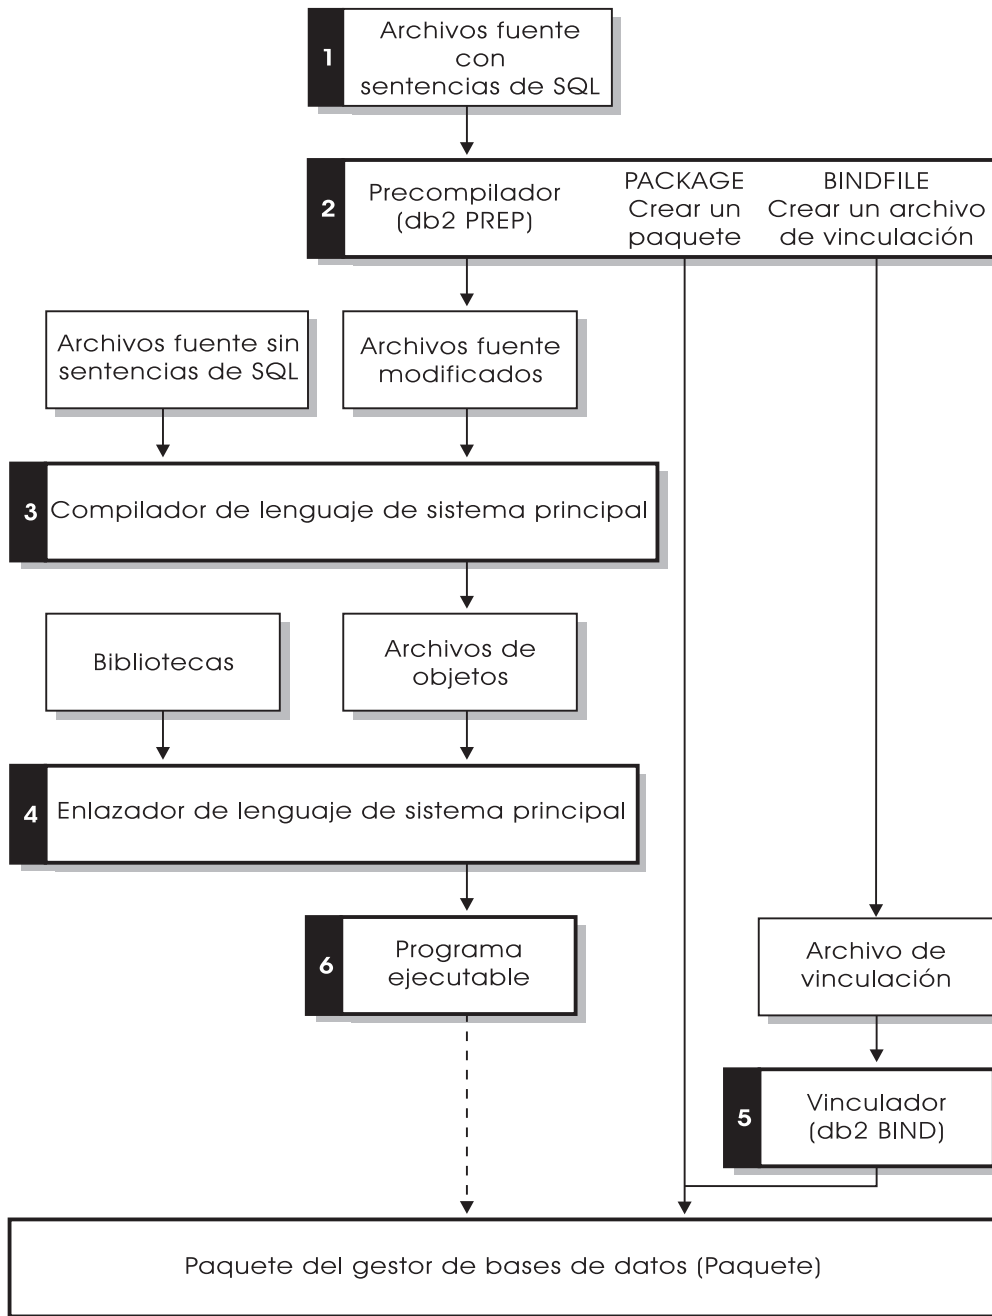 1
Archivos fuente
con
sentencias de SQL
2
Precompilador
(db2 PREP)
PACKAGE
Crear un
paquete
BINDFILE
Crear un archivo
de vinculación
Archivos fuente sin
sentencias de SQL
Archivos fuente
modificados
3
Compilador de lenguaje de sistema principal
Bibliotecas
Archivos de
objetos
4
Enlazador de lenguaje de sistema principal
6
Programa
ejecutable
Archivo de
vinculación
5
Vinculador
(db2 BIND)
Paquete del gestor de bases de datos (Paquete)